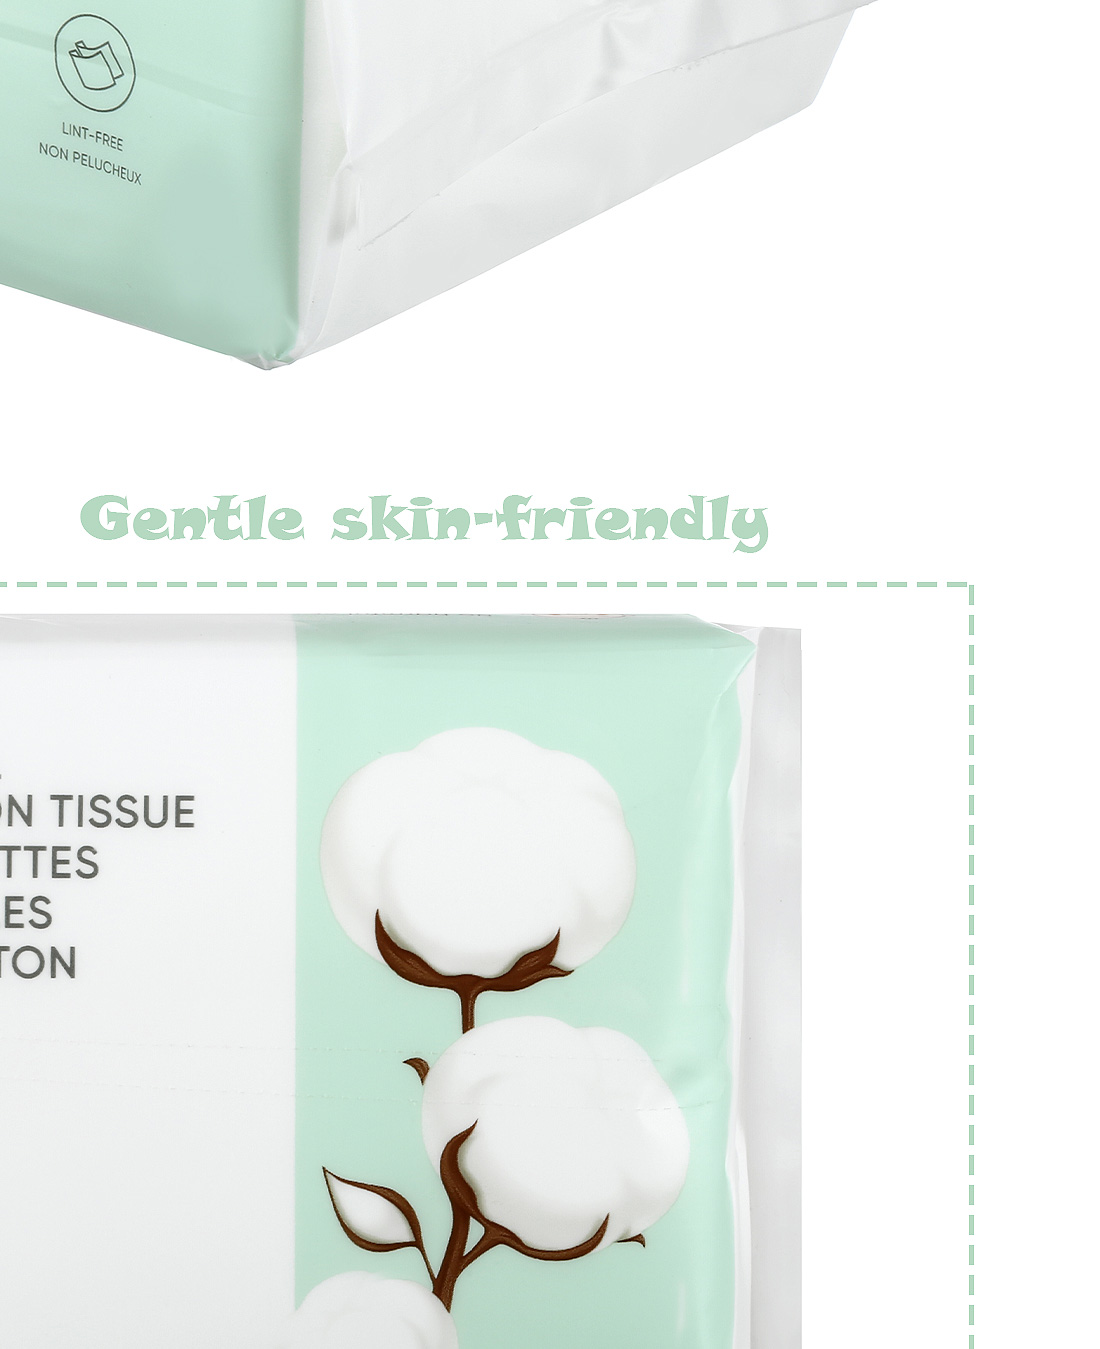 LINT-FREE
NON PELUCHEUX
Gentle skin-friendly
ON TISSUE
TTES
ES
TON